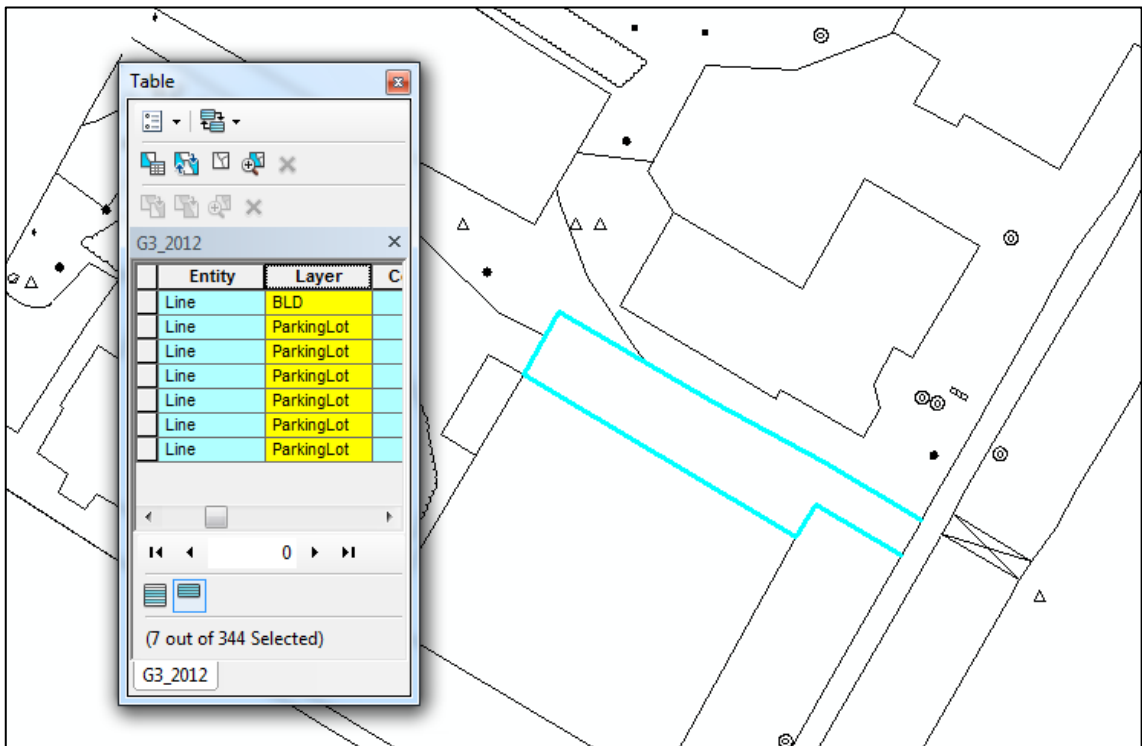 Table
G3_2012
Entity Layer C
Line BLD
Line ParkingLot
Line ParkingLot
Line ParkingLot
Line ParkingLot
Line ParkingLot
Line ParkingLot
0
(7 out of 344 Selected)
G3_2012